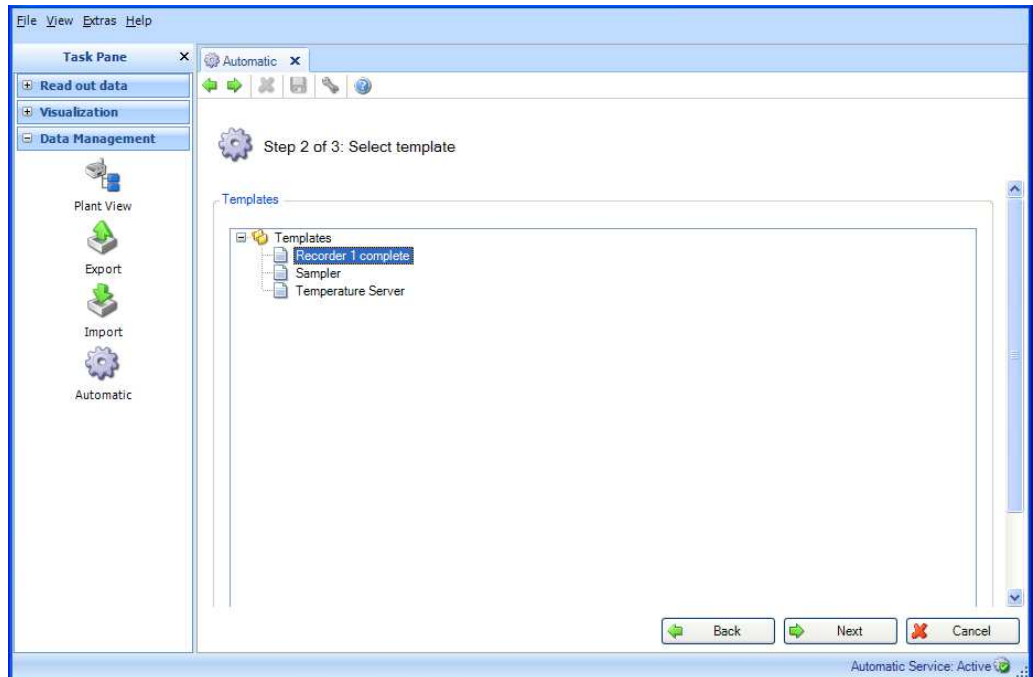 File View Extras Help
Task Pane
Automatic
Read out data
Visualization
Data Management
Plant View
Export
Import
Automatic
Step 2 of 3: Select template
Templates
Templates
Recorder 1 complete
Sampler
Temperature Server
Back Next Cancel
Automatic Service: Active